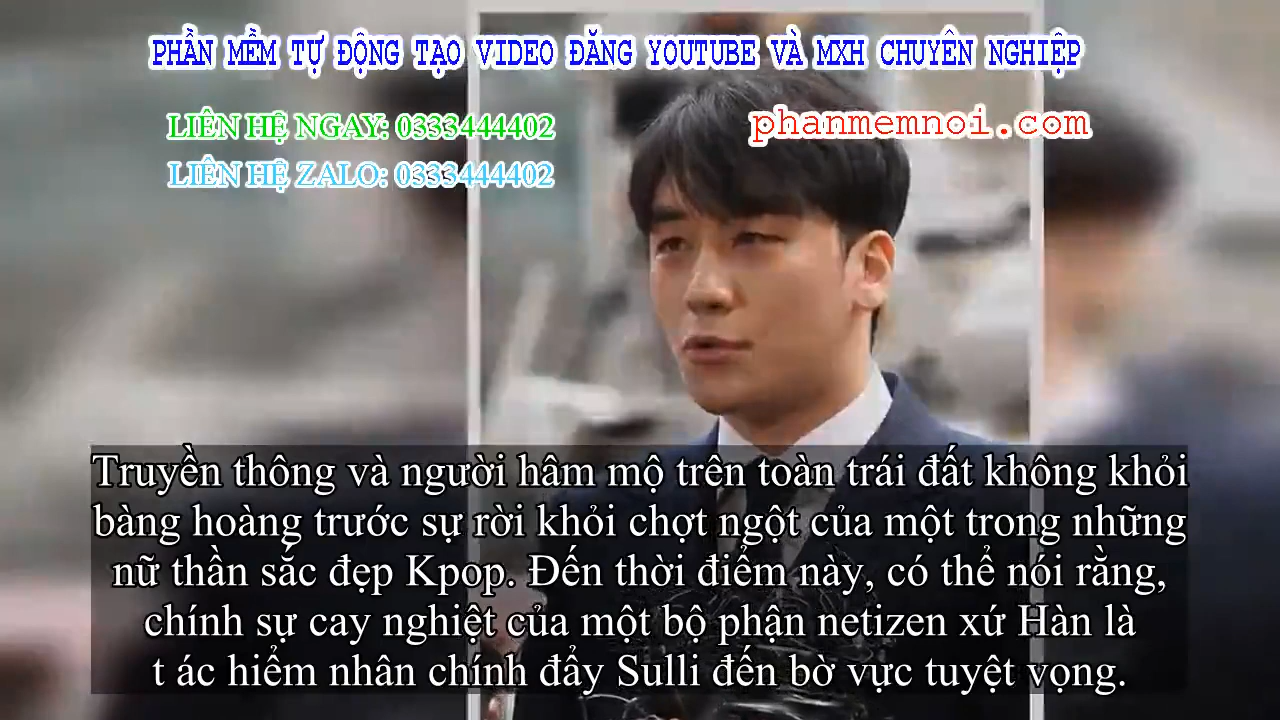 PHẦN MỀM TỰ ĐỘNG TẠO VIDEO ĐĂNG YOUTUBE VÀ MXH CHUYÊN NGHIỆP
LIÊN HỆ NGAY: 0333444402
phanmemnoi.com
LIÊN HỆ ZALO: 0333444402
Truyền thông và người hâm mộ trên toàn trái đất không khỏi
bàng hoàng trước sự rời khỏi chợt ngột của một trong những
nữ thần sắc đẹp Kpop. Đến thời điểm này, có thể nói rằng,
chính sự cay nghiệt của một bộ phận netizen xứ Hàn là
t ác hiểm nhân chính đẩy Sulli đến bờ vực tuyệt vọng.